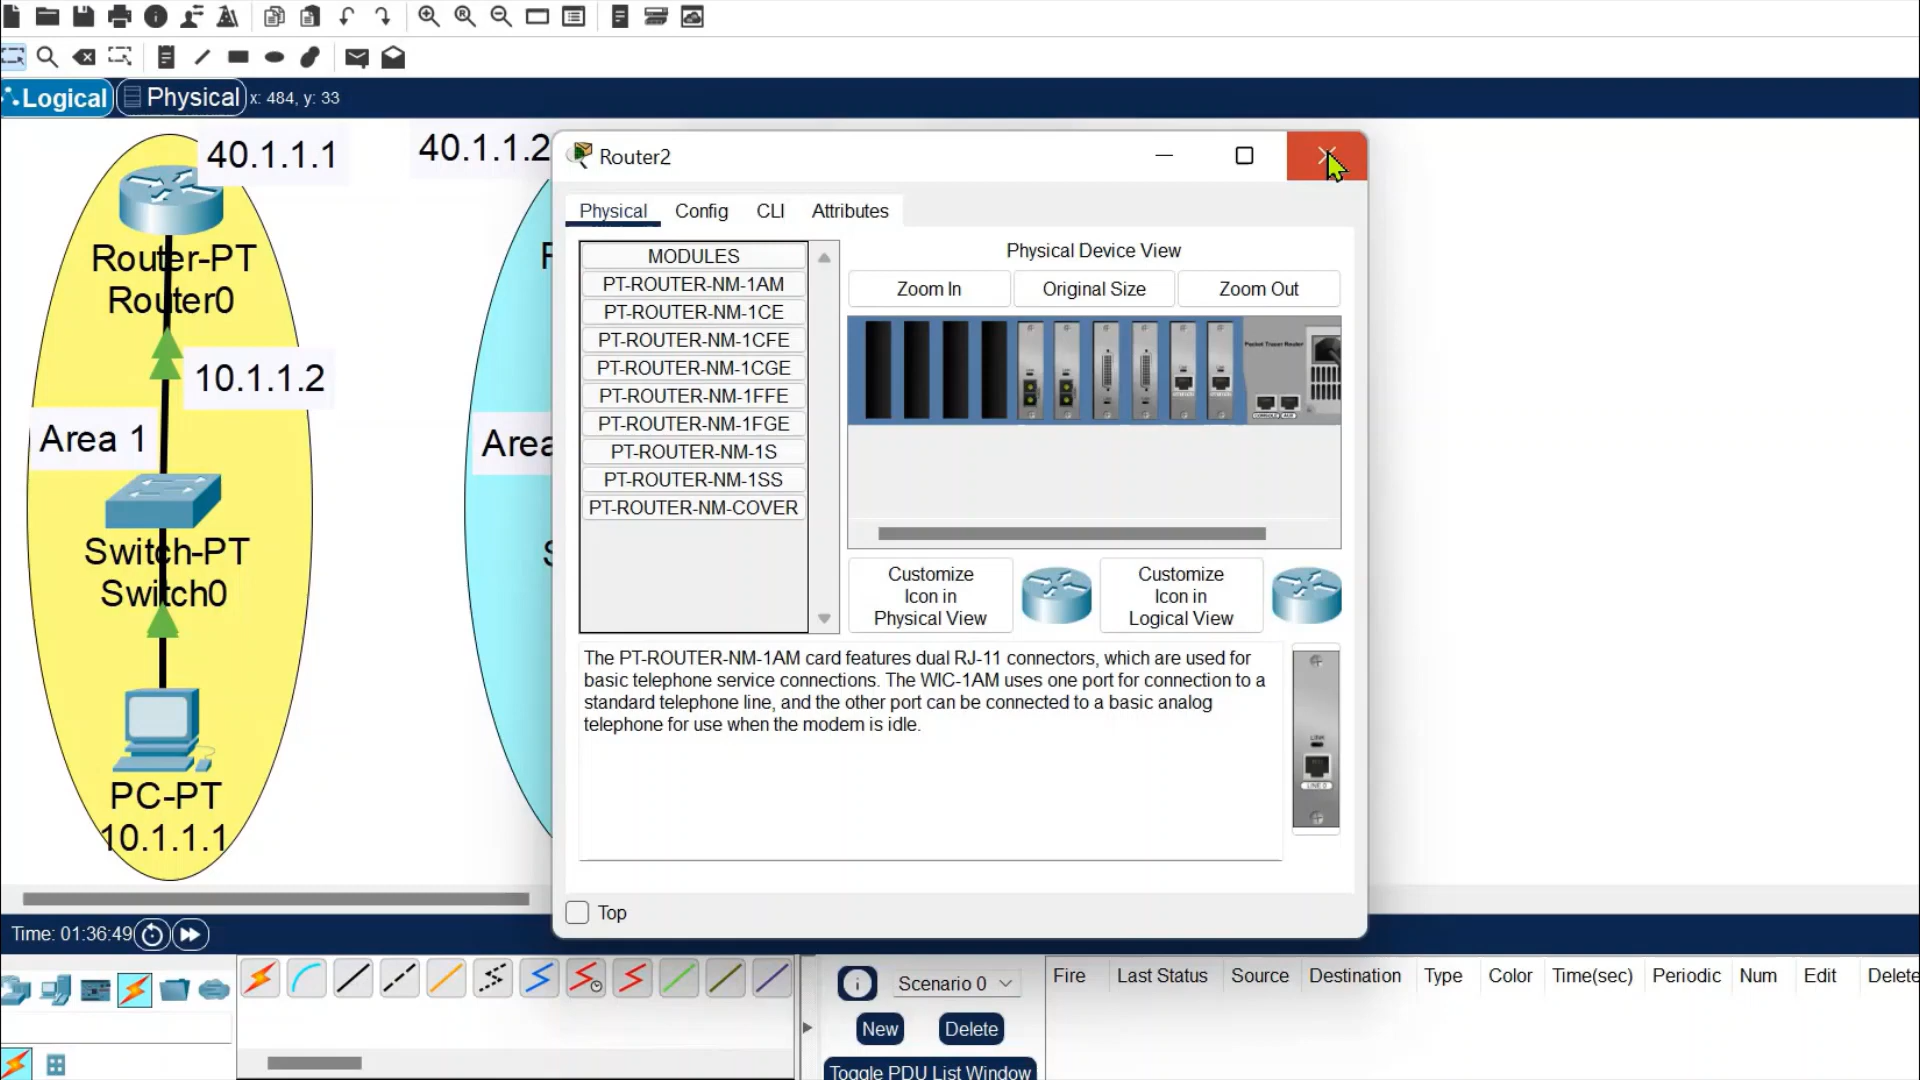 Logical
Physical
x: 484, y: 33
40.1.1.1
40.1.1.2
Router-PT
Router0
10.1.1.2
Area 1
Area
Switch-PT
Switch0
PC-PT
10.1.1.1
Router2
Physical
Config
CLI
Attributes
MODULES
PT-ROUTER-NM-1AM
PT-ROUTER-NM-1CE
PT-ROUTER-NM-1CFE
PT-ROUTER-NM-1CGE
PT-ROUTER-NM-1FFE
PT-ROUTER-NM-1FGE
PT-ROUTER-NM-1S
PT-ROUTER-NM-1SS
PT-ROUTER-NM-COVER
Physical Device View
Zoom In
Original Size
Zoom Out
Packet Tracer Router
Customize
Icon in
Physical View
Customize
Icon in
Logical View
The PT-ROUTER-NM-1AM card features dual RJ-11 connectors, which are used for
basic telephone service connections. The WIC-1AM uses one port for connection to a
standard telephone line, and the other port can be connected to a basic analog
telephone for use when the modem is idle.
LINK
LINE 0
Top
Time: 01:36:49
Scenario 0
New
Delete
Toggle PDU List Window
Fire
Last Status
Source
Destination
Type
Color
Time(sec)
Periodic
Num
Edit
Delete